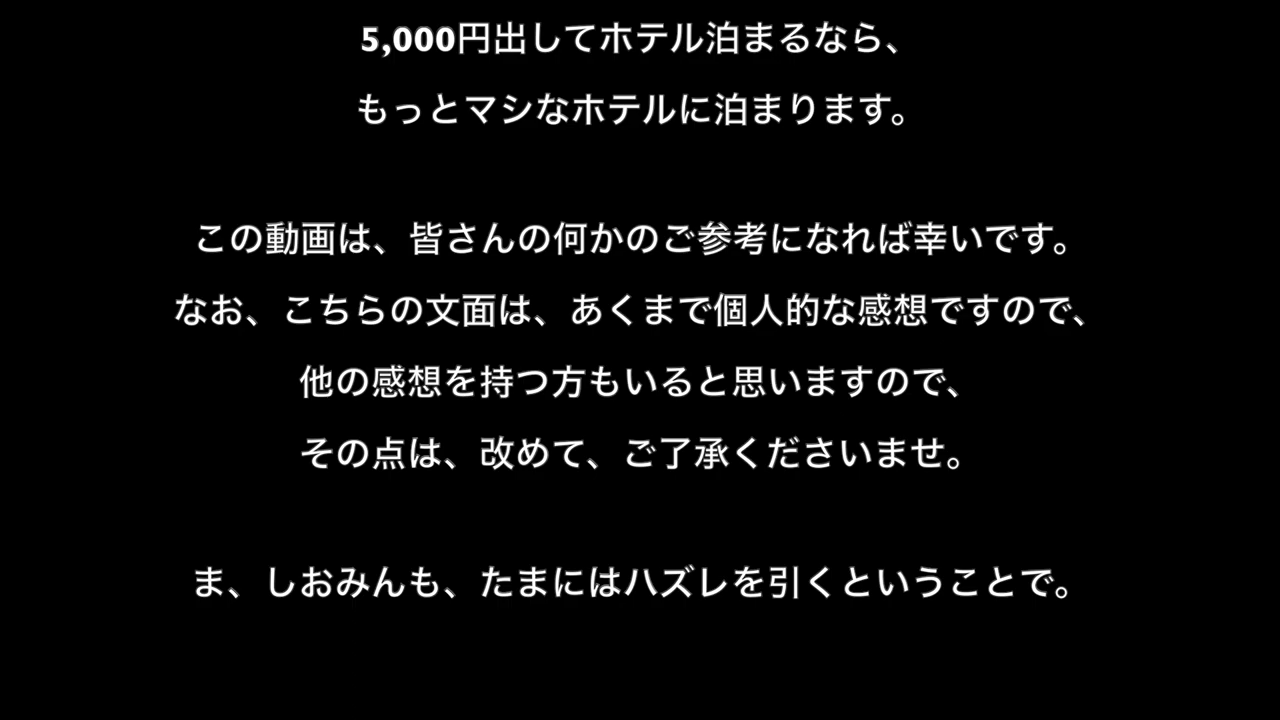 5,000円出してホテル泊まるなら、
もっとマシなホテルに泊まります。
この動画は、皆さんの何かのご参考になれば幸いです。
なお、こちらの文面は、あくまで個人的な感想ですので、
他の感想を持つ方もいると思いますので、
その点は、改めて、ご了承くださいませ。
ま、しおみんも、たまにはハズレを引くということで。